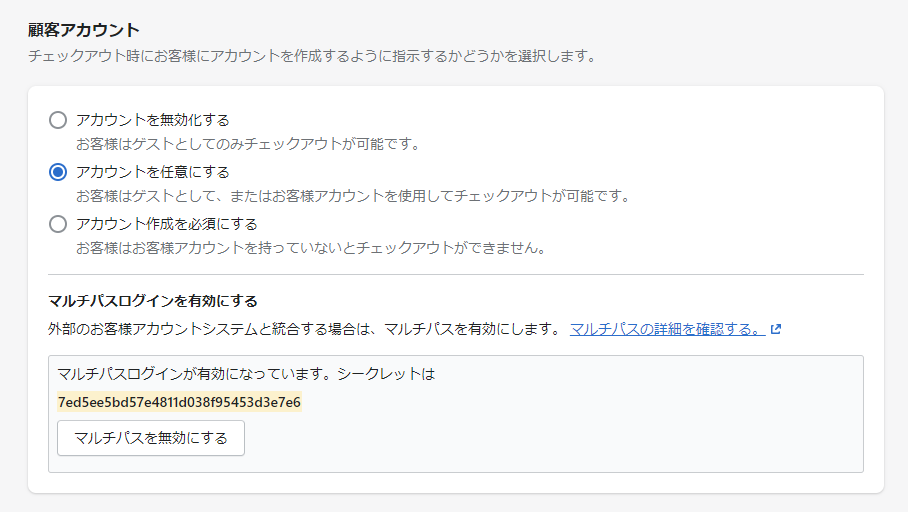 顧客アカウント
チェックアウト時にお客様にアカウントを作成するように指示するかどうかを選択します。
アカウントを無効化する
お客様はゲストとしてのみチェックアウトが可能です。
アカウントを任意にする
お客様はゲストとして、またはお客様アカウントを使用してチェックアウトが可能です。
アカウント作成を必須にする
お客様はお客様アカウントを持っていないとチェックアウトができません。
マルチパスログインを有効にする
外部のお客様アカウントシステムと統合する場合は、マルチパスを有効にします。 マルチパスの詳細を確認する。
マルチパスログインが有効になっています。シークレットは
7ed5ee5bd57e4811d038f95453d3e7e6
マルチパスを無効にする